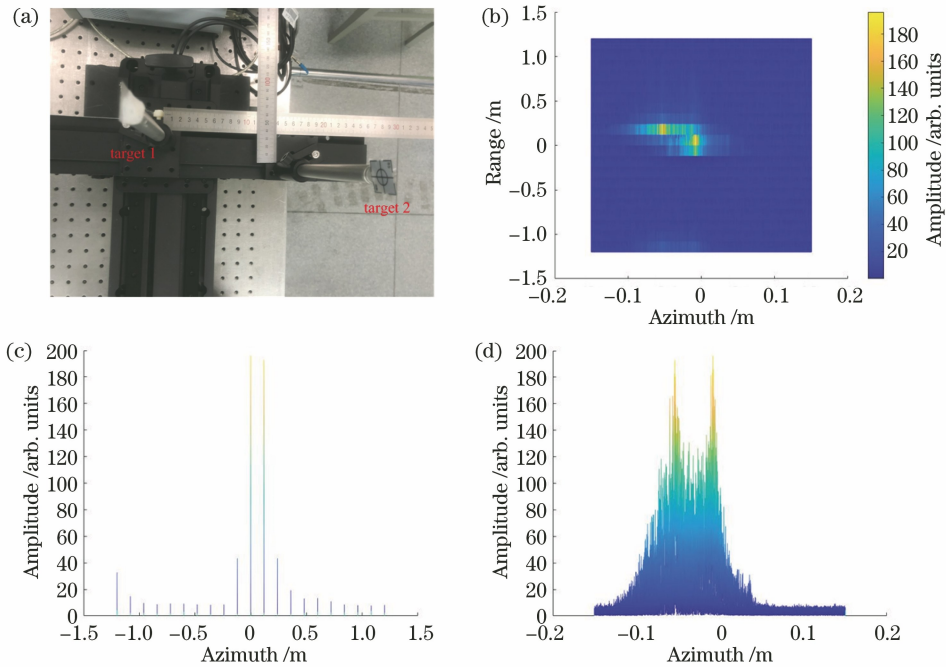 (a)
target 1
target 2
(b)
1.5
1.0
0.5
0
−0.5
−1.0
−1.5
Range /m
−0.2 −0.1 0 0.1 0.2
Azimuth /m
180
160
140
120
100
80
60
40
20
Amplitude /arb. units
(c)
200
180
160
140
120
100
80
60
40
20
0
Amplitude /arb. units
−1.5 −1.0 −0.5 0 0.5 1.0 1.5
Azimuth /m
(d)
200
180
160
140
120
100
80
60
40
20
0
Amplitude /arb. units
−0.2 −0.1 0 0.1 0.2
Azimuth /m